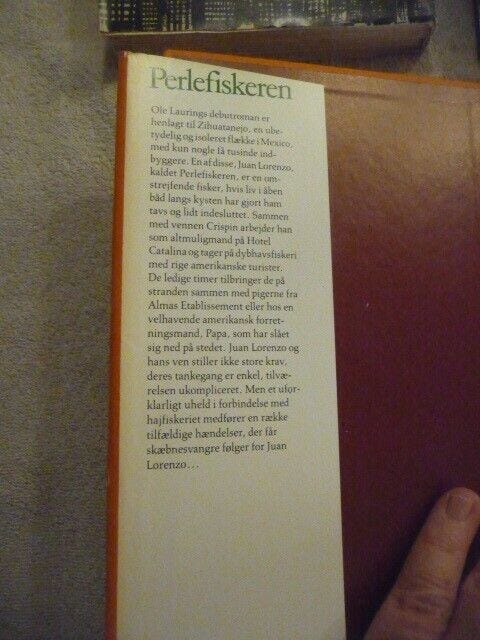 Perlefiskeren
Ole Laurings debutroman er
henlagt til Zihuatanejo, en ube-
tydelig og isoleret flække i Mexico,
med kun nogle få tusinde ind-
byggere. En af disse, Juan Lorenzo,
kaldet Perlefiskeren, er en om-
strejfende fisker, hvis liv i åben
båd langs kysten har gjort ham
tavs og lidt indesluttet. Sammen
med vennen Crispin arbejder han
som altmuligmand på Hotel
Catalina og tager på dybhavsfiskeri
med rige amerikanske turister.
De ledige timer tilbringer de på
stranden sammen med pigerne fra
Almas Etablissement eller hos en
velhavende amerikansk forret-
ningsmand, Papa, som har slået
sig ned på stedet. Juan Lorenzo og
hans ven stiller ikke store krav,
deres tankegang er enkel, tilvæ-
relsen ukompliceret. Men et ufor-
klarligt uheld i forbindelse med
hajfiskeriet medfører en række
tilfældige hændelser, der får
skæbnesvangre følger for Juan
Lorenzo...